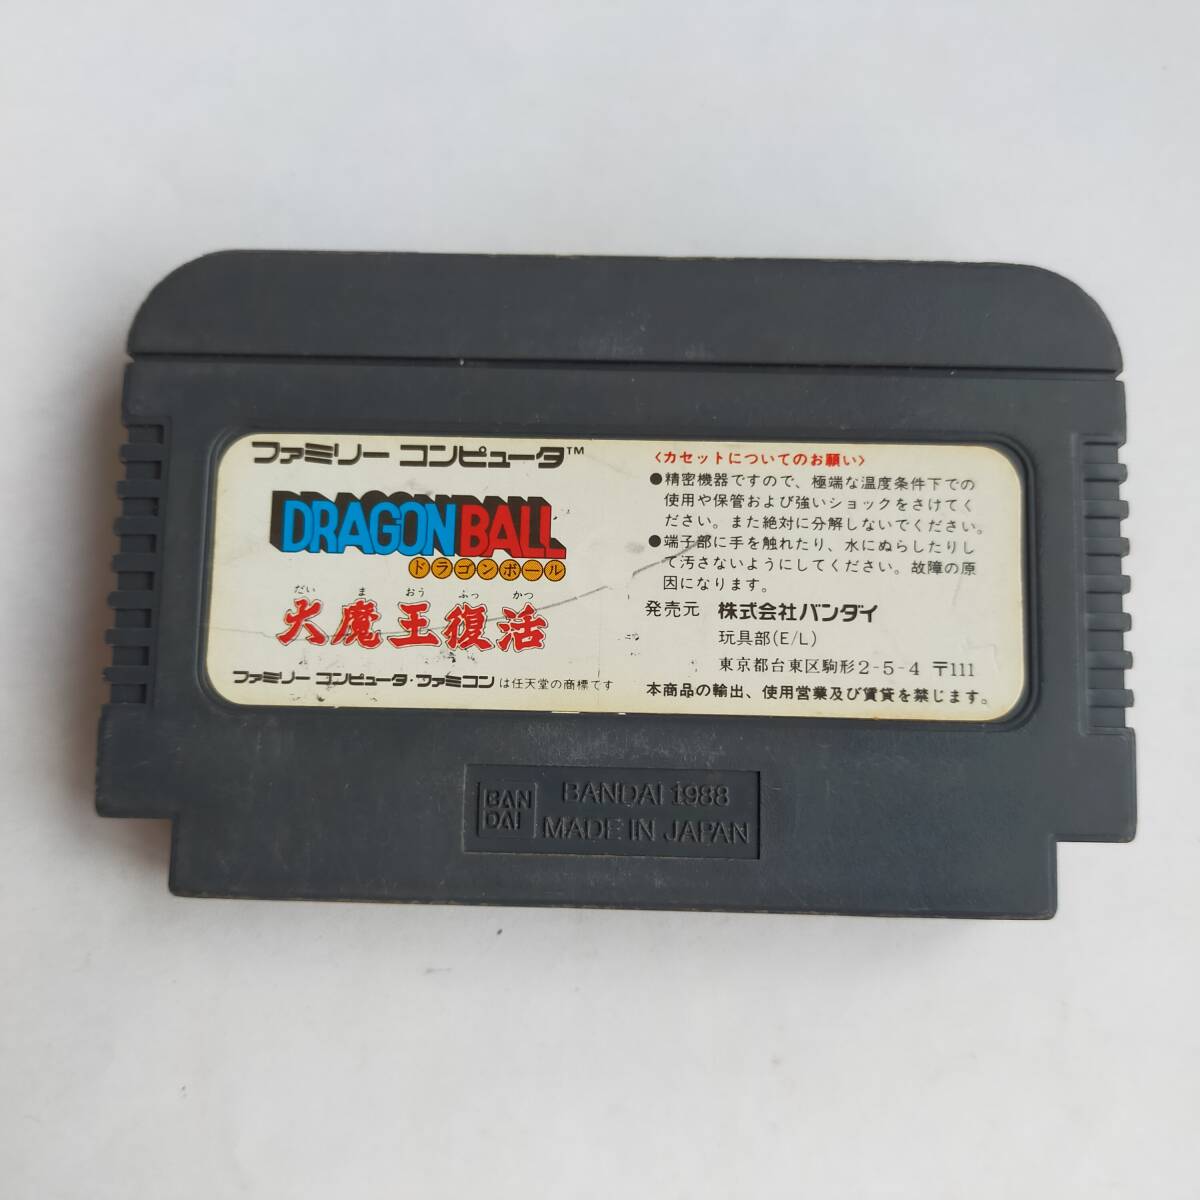 ファミリー コンピュータ™
DRAGON BALL
ドラゴンボール
だい ま おう ふっ かつ
大魔王復活
ファミリー コンピュータ・ファミコン は任天堂の商標です
〈カセットについてのお願い〉
●精密機器ですので、極端な温度条件下での
使用や保管および強いショックをさけてく
ださい。また絶対に分解しないでください。
●端子部に手を触れたり、水にぬらしたりし
て汚さないようにしてください。故障の原
因になります。
発売元 株式会社バンダイ
玩具部(E/L)
東京都台東区駒形2-5-4 〒111
本商品の輸出、使用営業及び賃貸を禁じます。
BAN
DAI
BANDAI 1988
MADE IN JAPAN